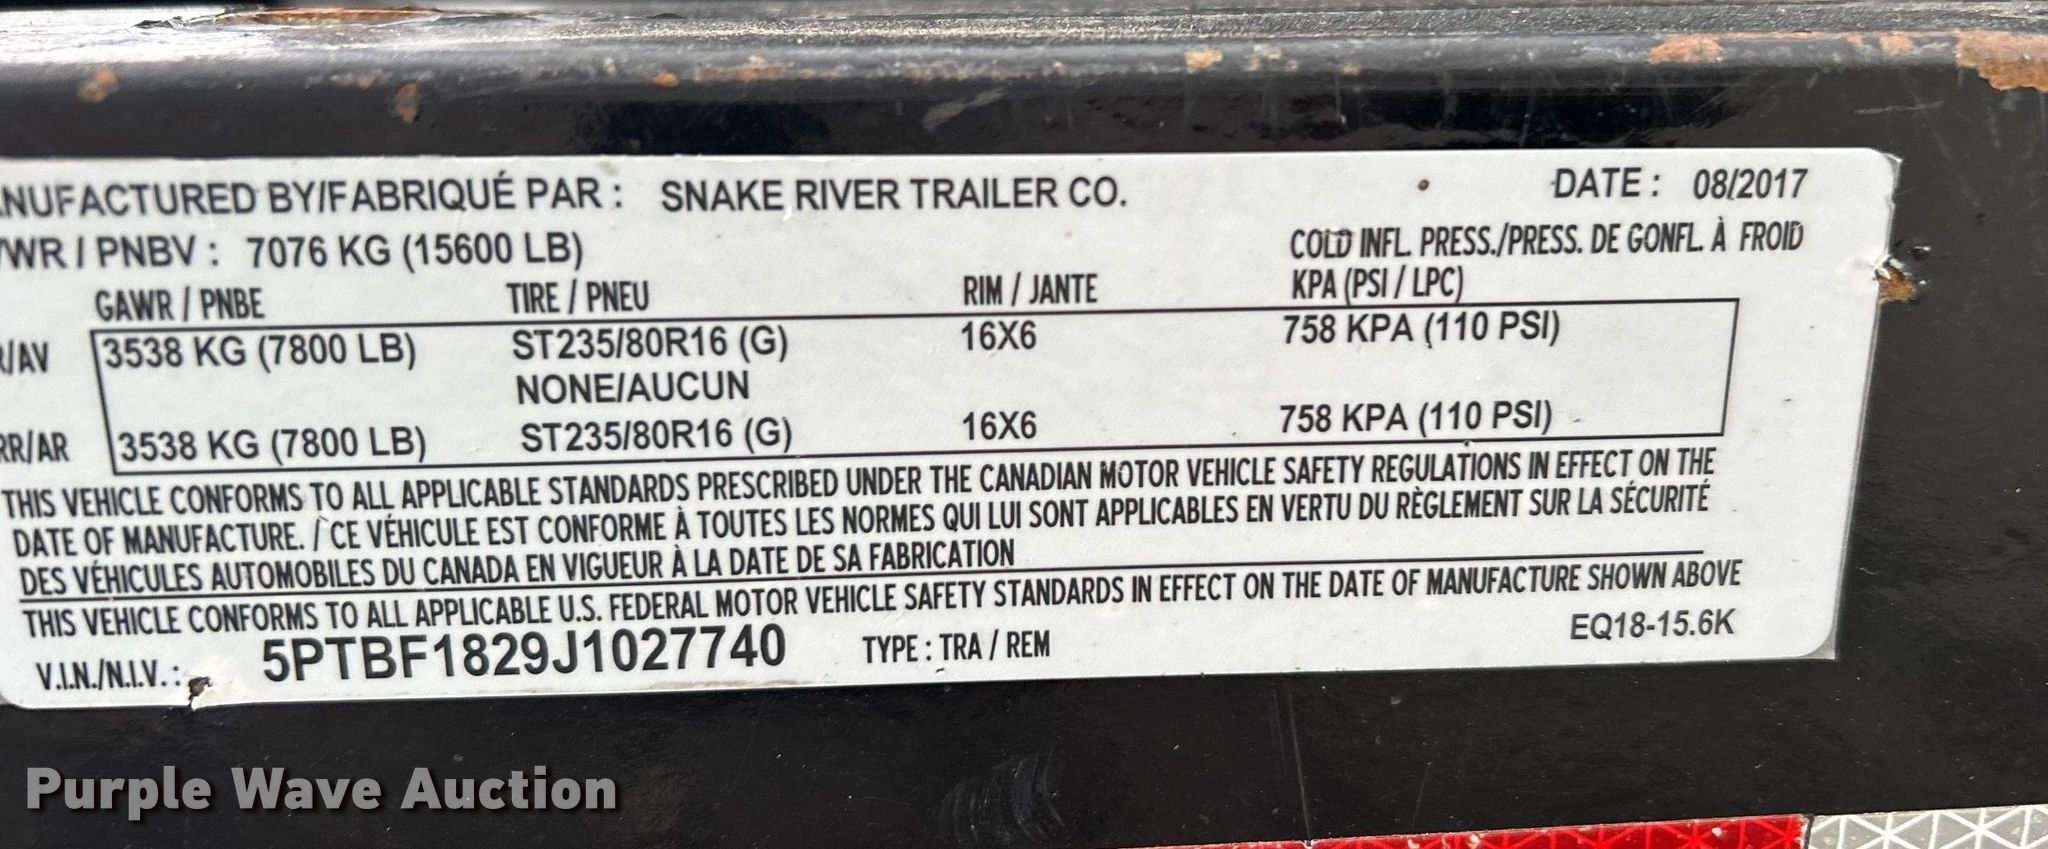 NUFACTURED BY/FABRIQUÉ PAR : SNAKE RIVER TRAILER CO. DATE : 08/2017
WR / PNBV : 7076 KG (15600 LB) COLD INFL. PRESS./PRESS. DE GONFL. À FROID
GAWR / PNBE TIRE / PNEU RIM / JANTE KPA (PSI / LPC)
/AV 3538 KG (7800 LB) ST235/80R16 (G) 16X6 758 KPA (110 PSI)
NONE/AUCUN
RR/AR 3538 KG (7800 LB) ST235/80R16 (G) 16X6 758 KPA (110 PSI)
THIS VEHICLE CONFORMS TO ALL APPLICABLE STANDARDS PRESCRIBED UNDER THE CANADIAN MOTOR VEHICLE SAFETY REGULATIONS IN EFFECT ON THE
DATE OF MANUFACTURE. / CE VÉHICULE EST CONFORME À TOUTES LES NORMES QUI LUI SONT APPLICABLES EN VERTU DU RÈGLEMENT SUR LA SÉCURITÉ
DES VÉHICULES AUTOMOBILES DU CANADA EN VIGUEUR À LA DATE DE SA FABRICATION
THIS VEHICLE CONFORMS TO ALL APPLICABLE U.S. FEDERAL MOTOR VEHICLE SAFETY STANDARDS IN EFFECT ON THE DATE OF MANUFACTURE SHOWN ABOVE
V.I.N./N.I.V. : 5PTBF1829J1027740 TYPE : TRA / REM EQ18-15.6K
Purple Wave Auction